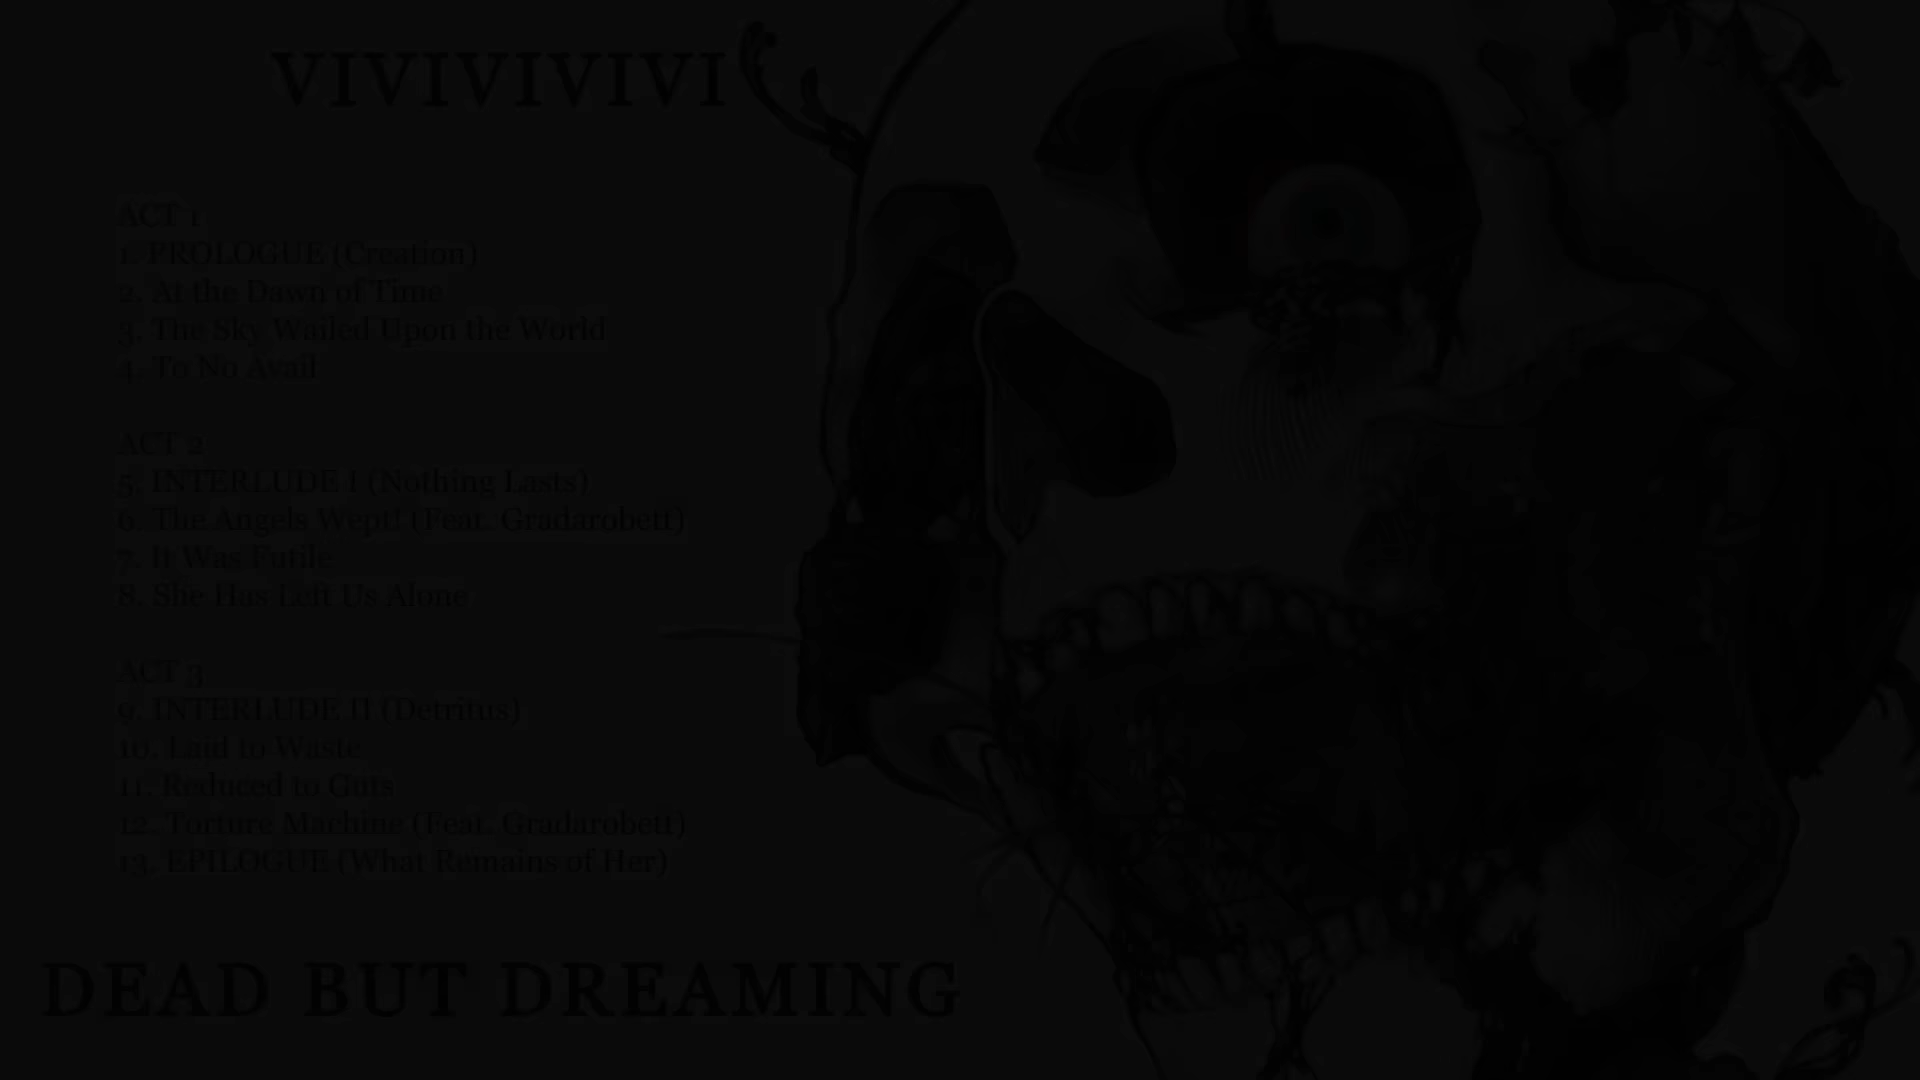 VIVIVIVIVI
ACT 1
1. PROLOGUE (Creation)
2. At the Dawn of Time
3. The Sky Wailed Upon the World
4. To No Avail
ACT 2
5. INTERLUDE I (Nothing Lasts)
6. The Angels Wept! (Feat. Gradarobett)
7. It Was Futile
8. She Has Left Us Alone
ACT 3
9. INTERLUDE II (Detritus)
10. Laid to Waste
11. Reduced to Guts
12. Torture Machine (Feat. Gradarobett)
13. EPILOGUE (What Remains of Her)
DEAD BUT DREAMING